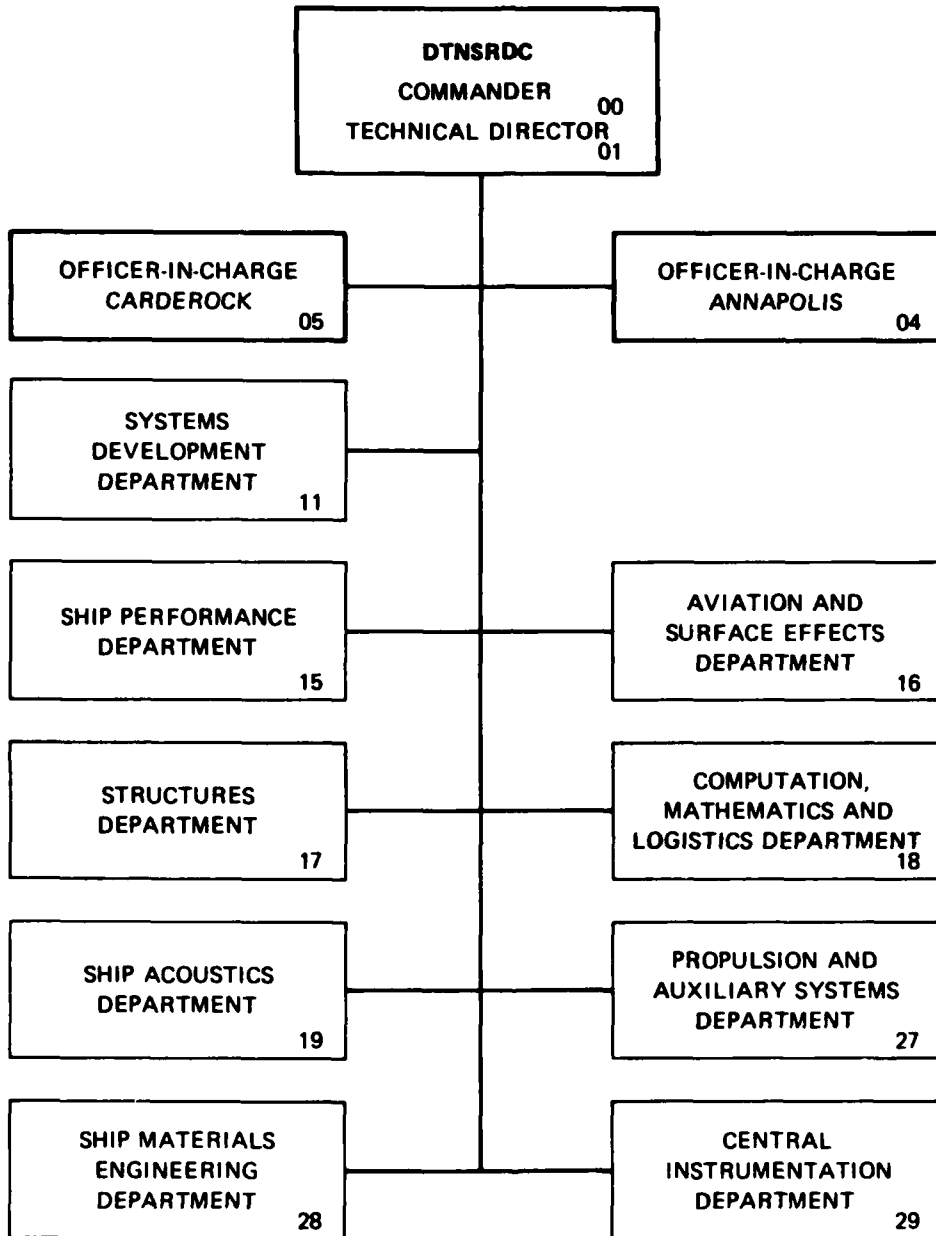 DTNSRDC
COMMANDER
00
TECHNICAL DIRECTOR
01
OFFICER-IN-CHARGE
CARDEROCK
05
OFFICER-IN-CHARGE
ANNAPOLIS
04
SYSTEMS
DEVELOPMENT
DEPARTMENT
11
SHIP PERFORMANCE
DEPARTMENT
15
AVIATION AND
SURFACE EFFECTS
DEPARTMENT
16
STRUCTURES
DEPARTMENT
17
COMPUTATION,
MATHEMATICS AND
LOGISTICS DEPARTMENT
18
SHIP ACOUSTICS
DEPARTMENT
19
PROPULSION AND
AUXILIARY SYSTEMS
DEPARTMENT
27
SHIP MATERIALS
ENGINEERING
DEPARTMENT
28
CENTRAL
INSTRUMENTATION
DEPARTMENT
29